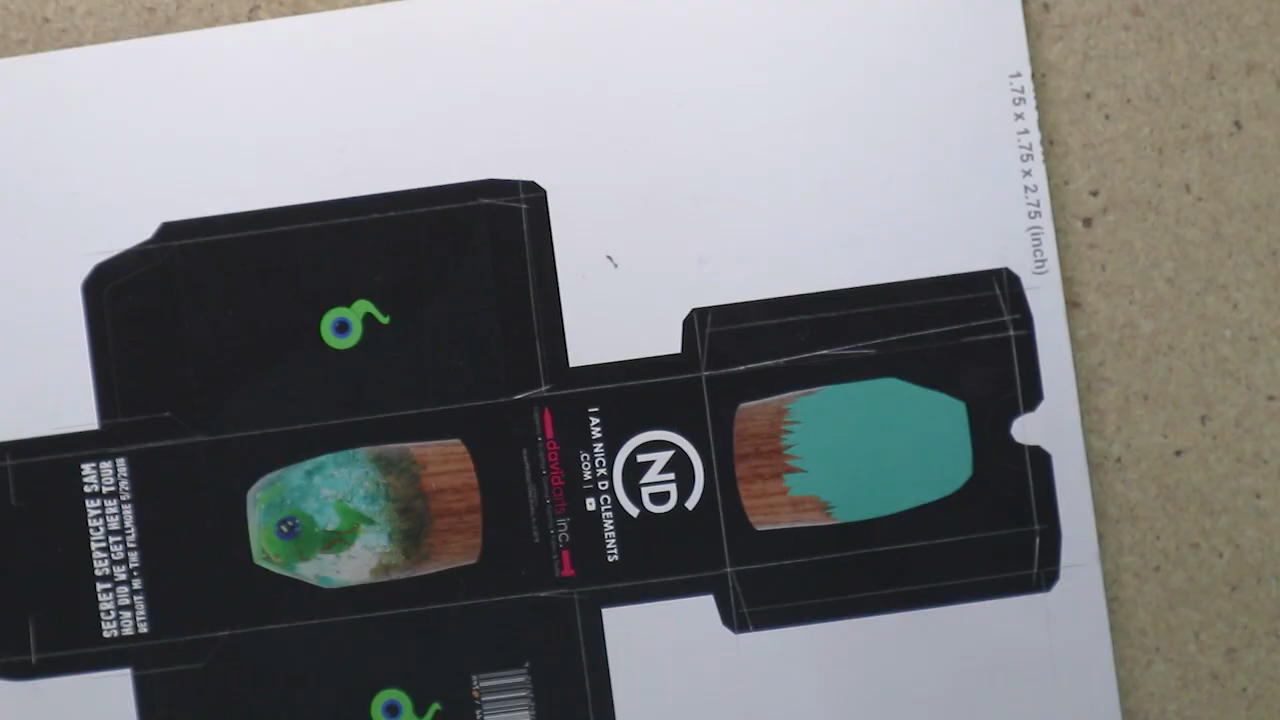 1.75 x 1.75 x 2.75 (inch)
SECRET SEPTICEYE SAM
HOW DID WE GET HERE TOUR
DETROIT, MI • THE FILLMORE 5/29/2018
davidarts inc.
I AM NICK D CLEMENTS
.COM |
ND